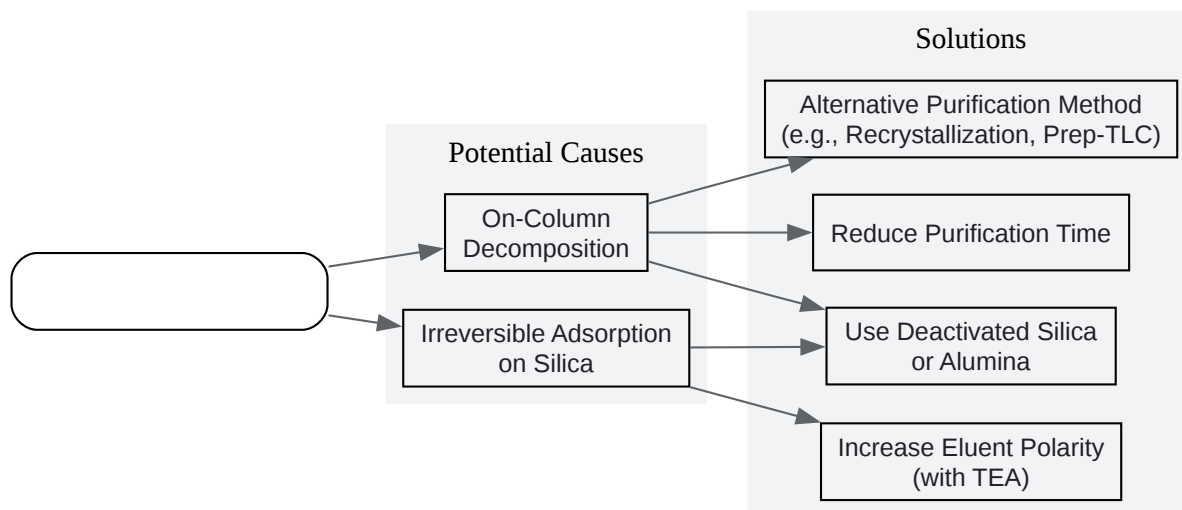 Potential Causes
On-Column
Decomposition
Irreversible Adsorption
on Silica
Solutions
Alternative Purification Method
(e.g., Recrystallization, Prep-TLC)
Reduce Purification Time
Use Deactivated Silica
or Alumina
Increase Eluent Polarity
(with TEA)